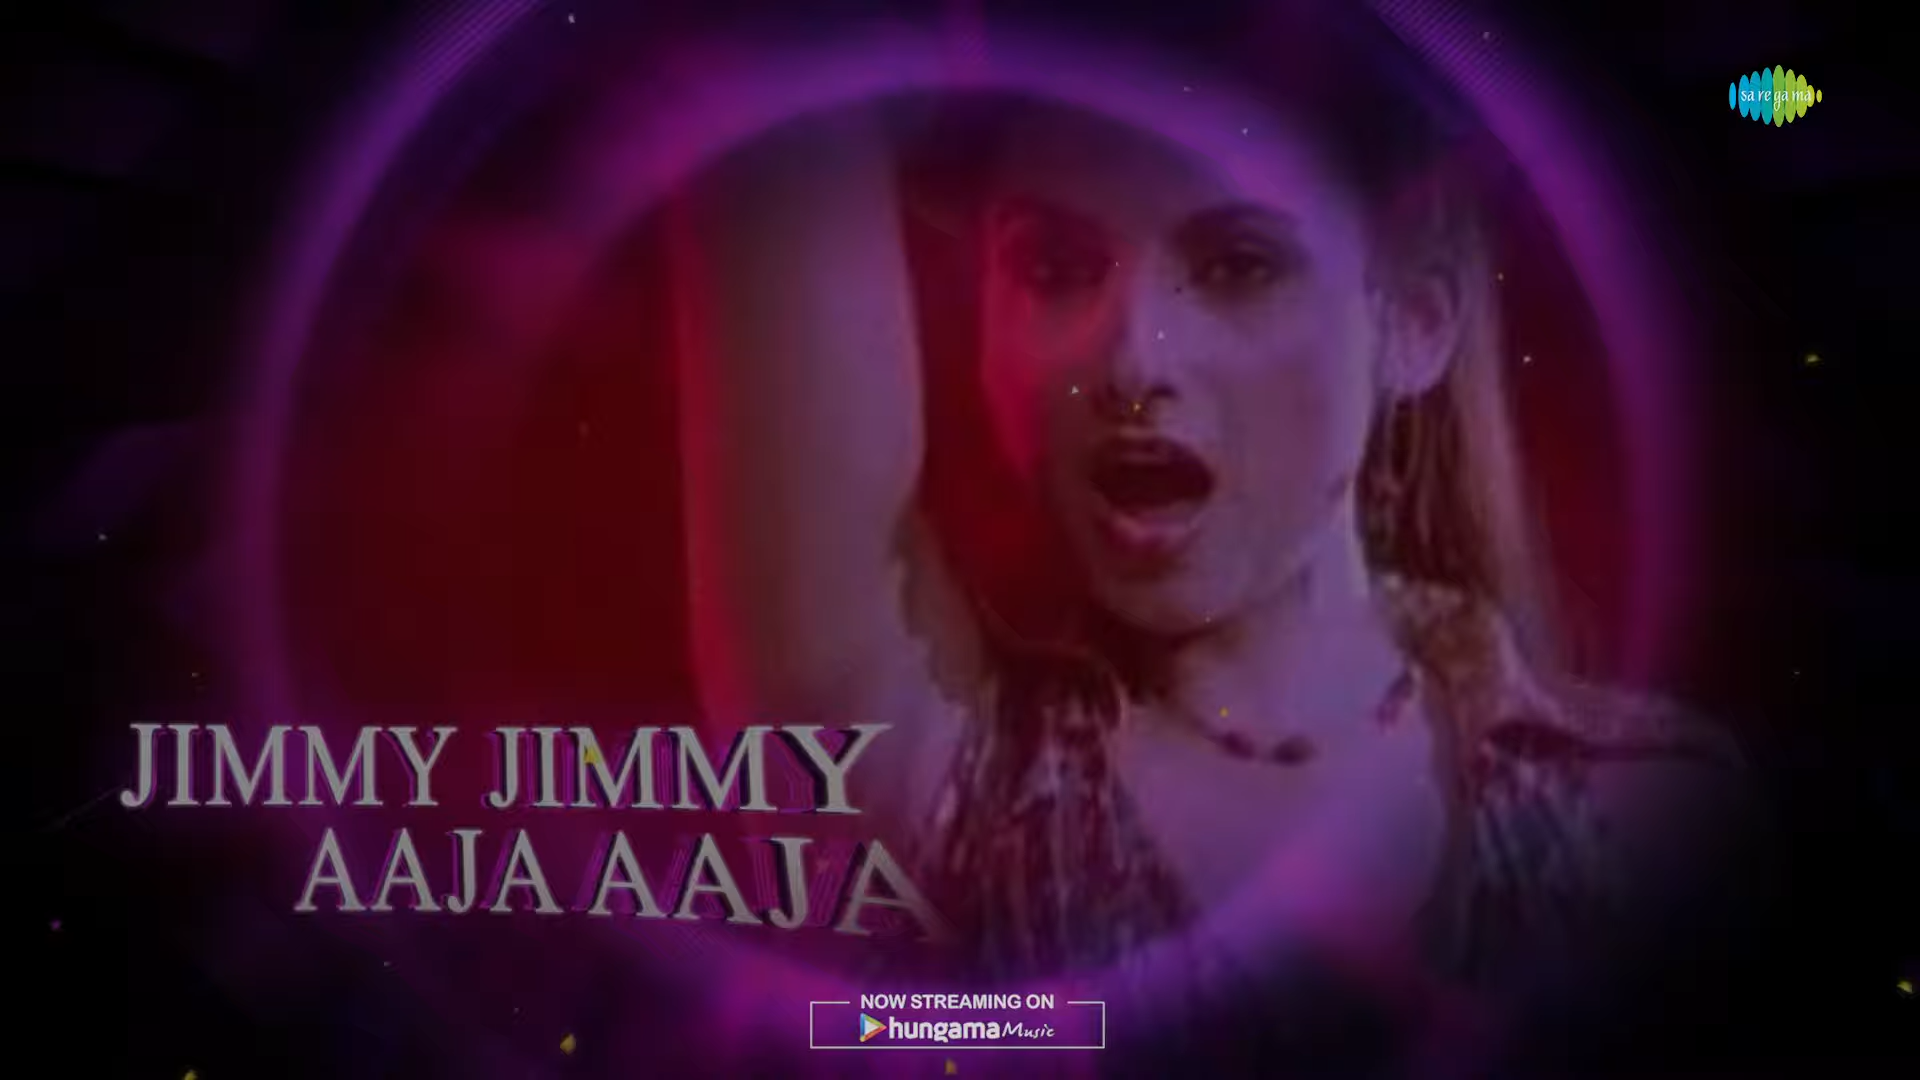 sa re ga ma
JIMMY JIMMY
AAJA AAJA
NOW STREAMING ON
hungama Music